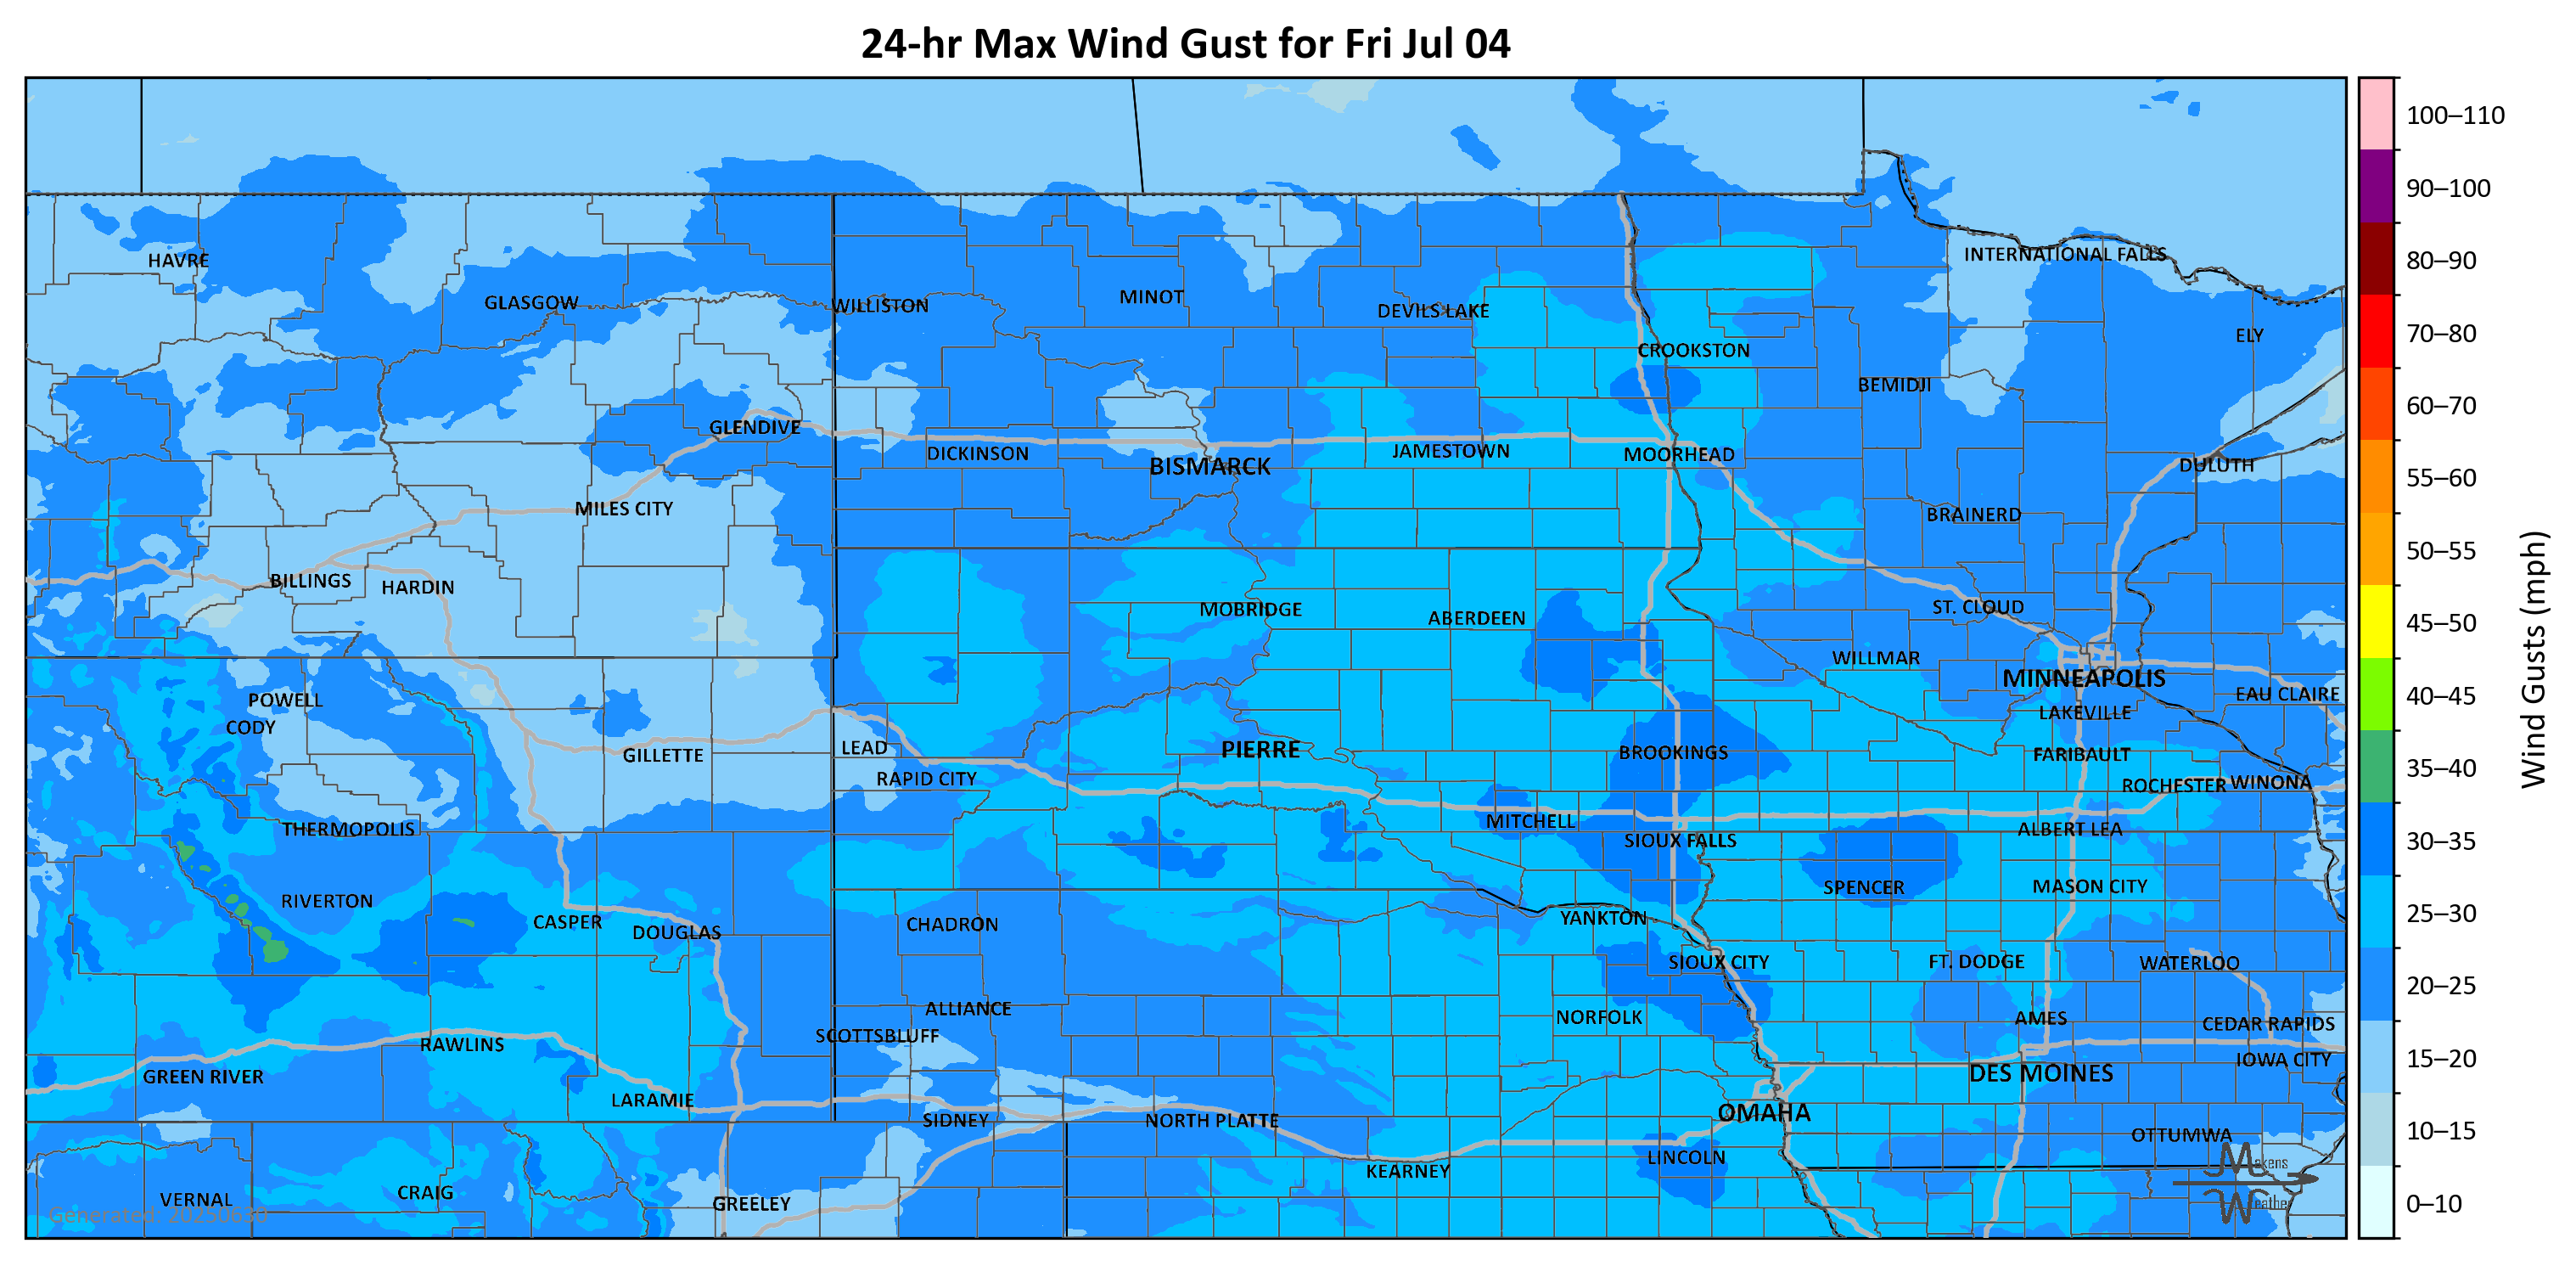 24-hr Max Wind Gust for Fri Jul 04
100–110
90–100
80–90
70–80
60–70
55–60
50–55
45–50
40–45
35–40
30–35
25–30
20–25
15–20
10–15
0–10
Wind Gusts (mph)
HAVRE
INTERNATIONAL FALLS
GLASGOW
WILLISTON
MINOT
DEVILS LAKE
ELY
CROOKSTON
BEMIDJI
GLENDIVE
DICKINSON
BISMARCK
JAMESTOWN
MOORHEAD
DULUTH
MILES CITY
BRAINERD
BILLINGS
HARDIN
MOBRIDGE
ABERDEEN
ST. CLOUD
WILLMAR
MINNEAPOLIS
EAU CLAIRE
POWELL
CODY
LAKEVILLE
GILLETTE
LEAD
PIERRE
BROOKINGS
FARIBAULT
RAPID CITY
ROCHESTER
WINONA
THERMOPOLIS
MITCHELL
SIOUX FALLS
ALBERT LEA
RIVERTON
SPENCER
MASON CITY
CASPER
DOUGLAS
CHADRON
YANKTON
SIOUX CITY
FT. DODGE
WATERLOO
ALLIANCE
NORFOLK
AMES
CEDAR RAPIDS
SCOTTSBLUFF
RAWLINS
IOWA CITY
GREEN RIVER
DES MOINES
LARAMIE
SIDNEY
NORTH PLATTE
OMAHA
OTTUMWA
LINCOLN
KEARNEY
VERNAL
CRAIG
GREELEY
Generated: 20250630
Makens
Weather